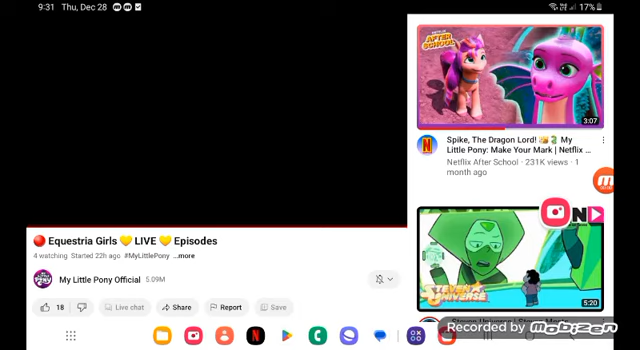 9:31 Thu, Dec 28
17%
AFTER
SCHOOL
3:07
Spike, The Dragon Lord! 🍔🐉 My
Little Pony: Make Your Mark | Netflix ...
Netflix After School · 231K views · 1
month ago
🔴 Equestria Girls 💛 LIVE 💛 Episodes
4 watching Started 22h ago #MyLittlePony ...more
My Little Pony Official 5.09M
18
Live chat
Share
Report
Save
STEVEN
UNIVERSE
5:20
Recorded by mobizen